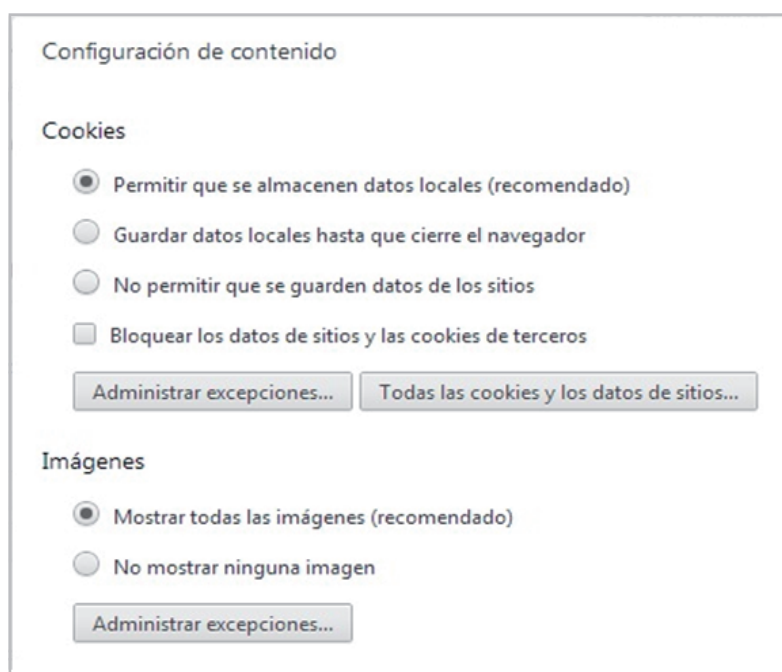 Configuración de contenido
Cookies
Permitir que se almacenen datos locales (recomendado)
Guardar datos locales hasta que cierre el navegador
No permitir que se guarden datos de los sitios
Bloquear los datos de sitios y las cookies de terceros
Administrar excepciones... Todas las cookies y los datos de sitios...
Imágenes
Mostrar todas las imágenes (recomendado)
No mostrar ninguna imagen
Administrar excepciones...